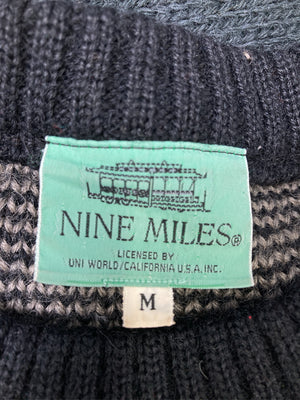 NINE MILES®
LICENSED BY
UNI WORLD/CALIFORNIA U.S.A. INC.
M